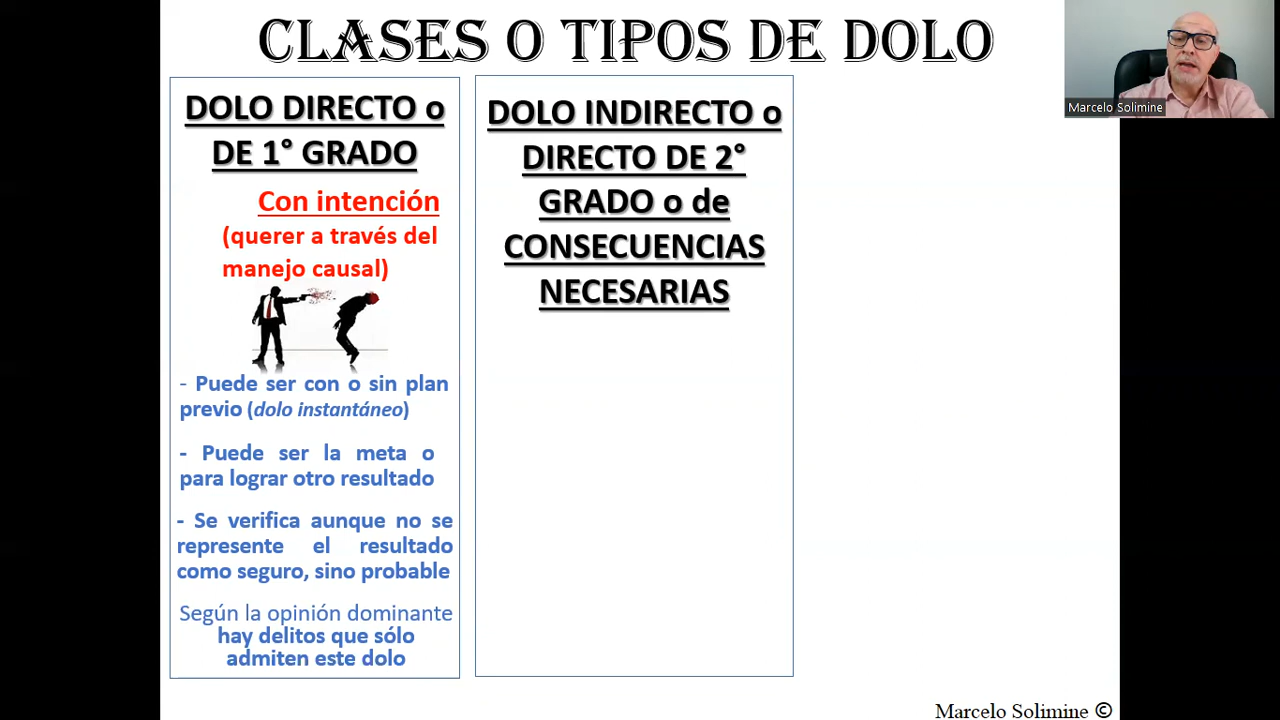 CLASES O TIPOS DE DOLO
DOLO DIRECTO o
DE 1° GRADO
Con intención
(querer a través del
manejo causal)
- Puede ser con o sin plan
previo (dolo instantáneo)
- Puede ser la meta o
para lograr otro resultado
- Se verifica aunque no se
represente el resultado
como seguro, sino probable
Según la opinión dominante
hay delitos que sólo
admiten este dolo
DOLO INDIRECTO o
DIRECTO DE 2°
GRADO o de
CONSECUENCIAS
NECESARIAS
Marcelo Solimine
Marcelo Solimine ©